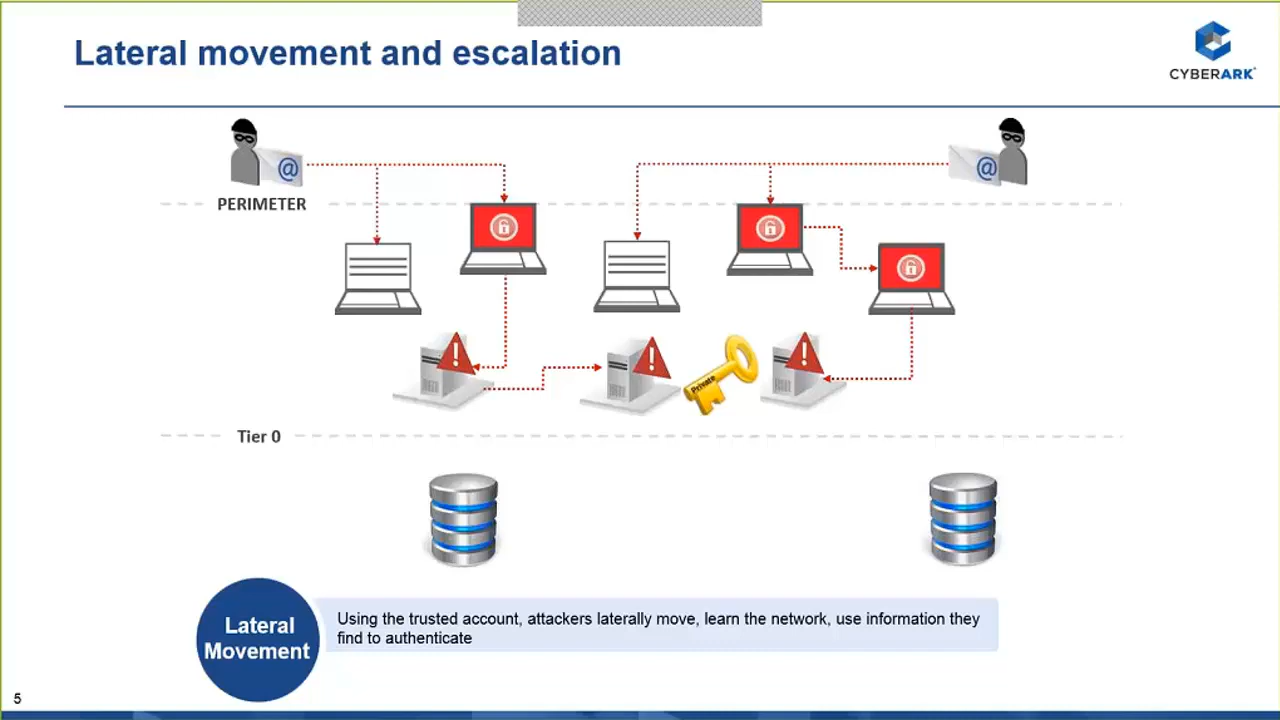 Lateral movement and escalation
CYBERARK
@
@
PERIMETER
Private
Tier 0
Lateral
Movement
Using the trusted account, attackers laterally move, learn the network, use information they
find to authenticate
5